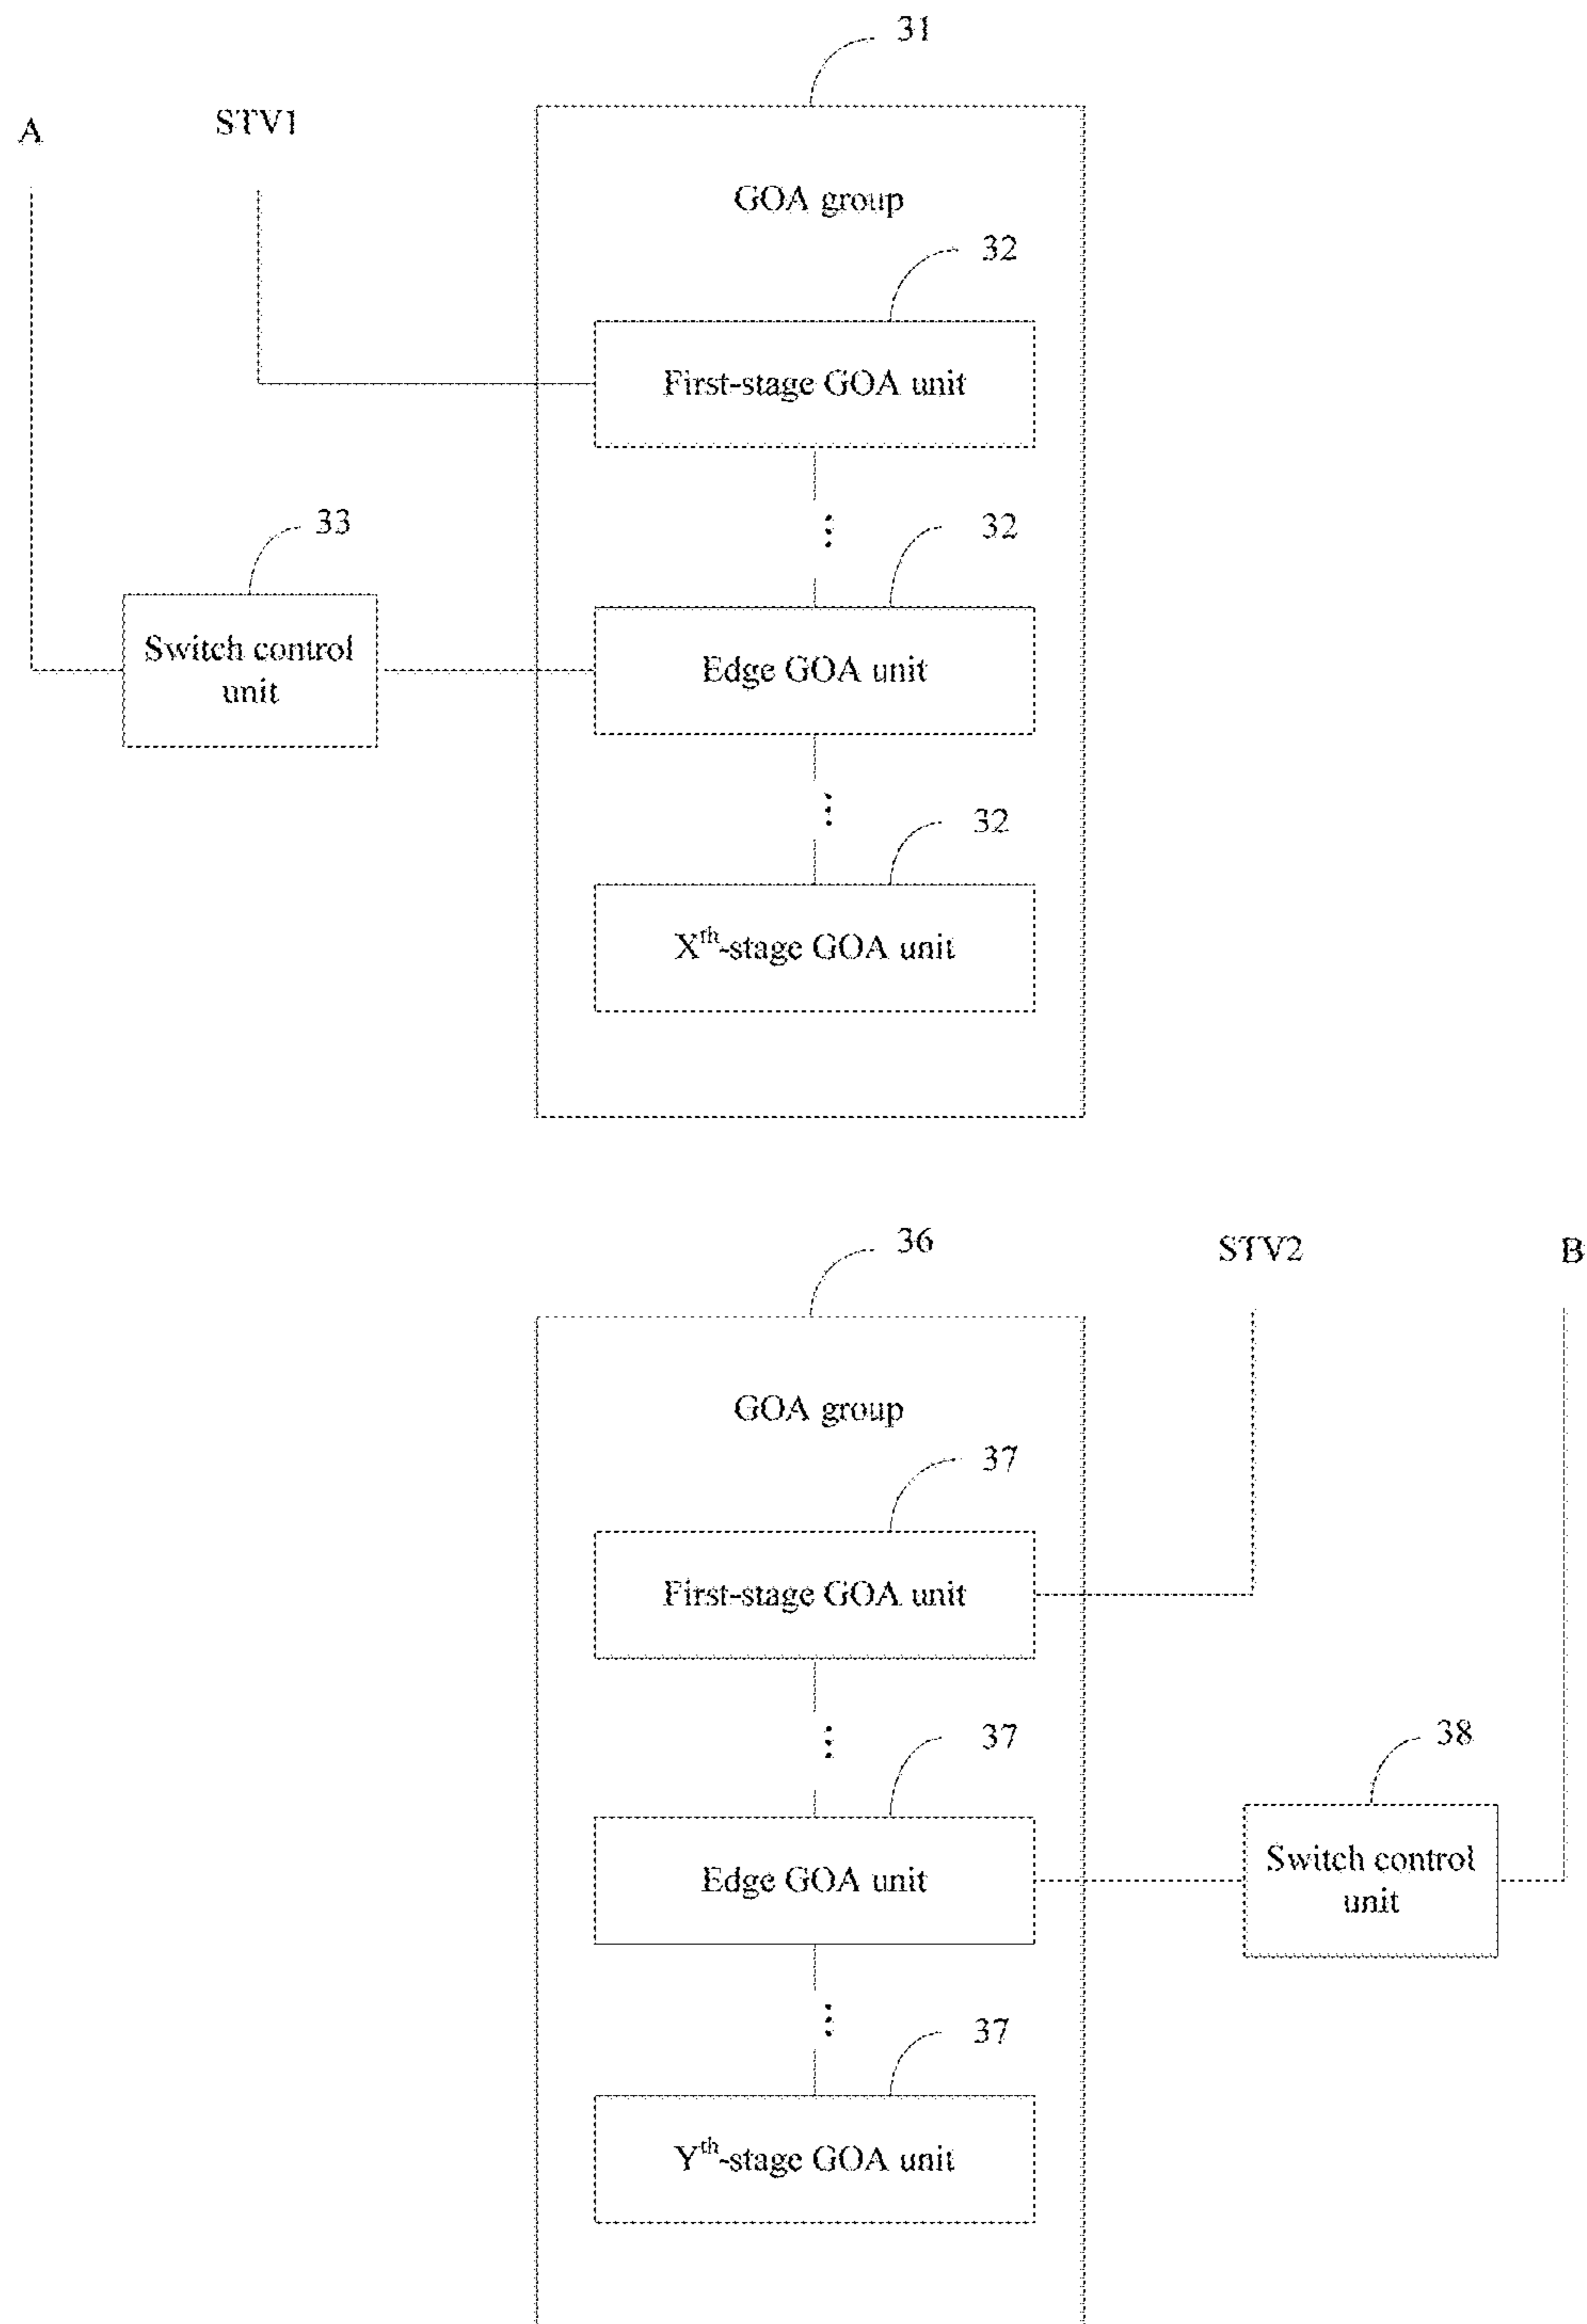 31
A
STV1
GOA group
32
First-stage GOA unit
33
32
Switch control
unit
Edge GOA unit
32
Xth-stage GOA unit
36
STV2
B
GOA group
37
First-stage GOA unit
37
38
Edge GOA unit
Switch control
unit
37
Yth-stage GOA unit